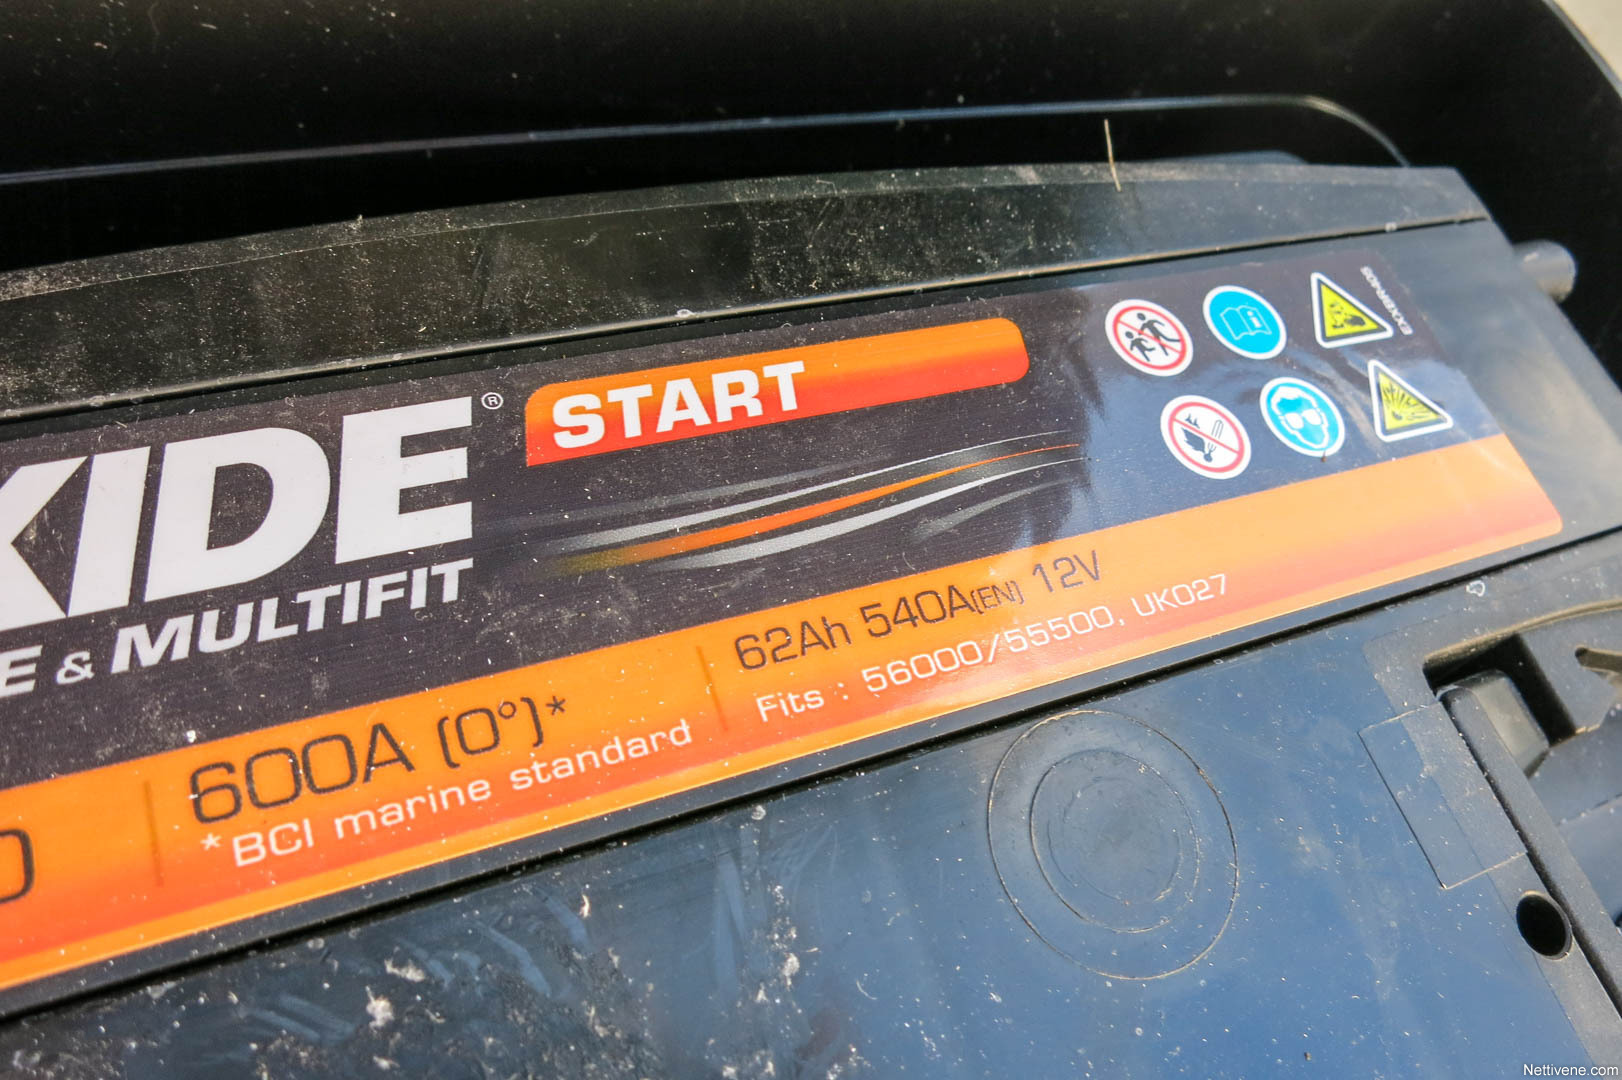 XIDE®
START
E & MULTIFIT
600A (0°)*
*BCI marine standard
62Ah 540A(EN) 12V
Fits : 56000/55500, UK027
Nettivene.com